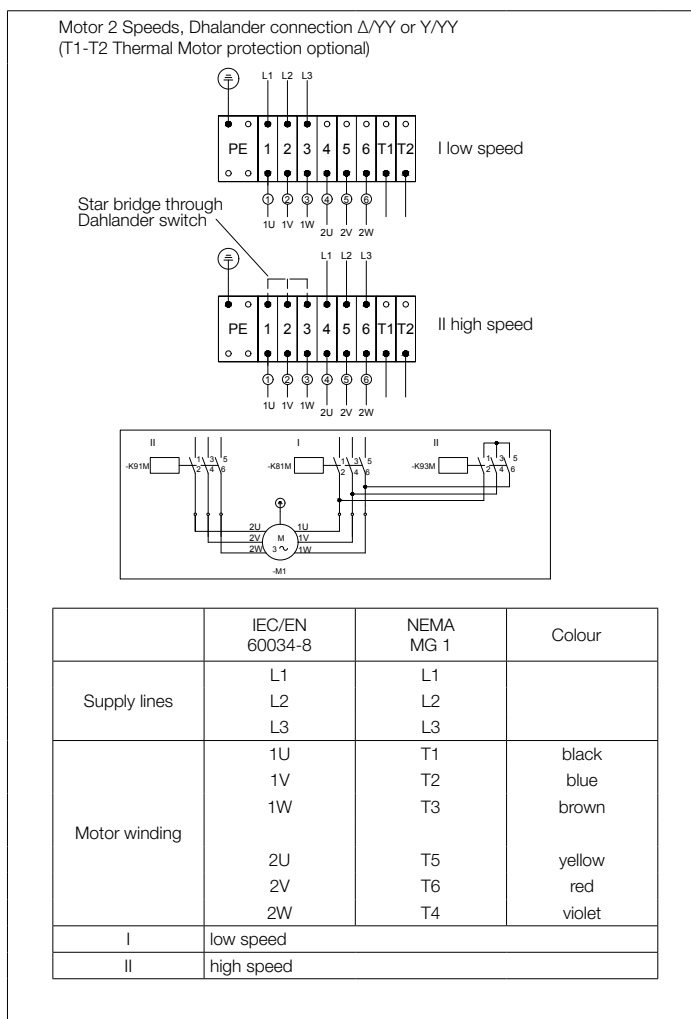 Motor 2 Speeds, Dhalander connection Δ/YY or Y/YY
(T1-T2 Thermal Motor protection optional)
L1 L2 L3
PE 1 2 3 4 5 6 T1 T2
I low speed
1 2 3 4 5 6
1U 1V 1W 2U 2V 2W
Star bridge through
Dahlander switch
L1 L2 L3
PE 1 2 3 4 5 6 T1 T2
II high speed
1 2 3 4 5 6
1U 1V 1W 2U 2V 2W
II I II
-K91M 1 3 5 -K81M 1 3 5 -K93M 1 3 5
2 4 6 2 4 6 2 4 6
2U 1U
2V M 1V
2W 3 ∿ 1W
-M1
IEC/EN NEMA Colour
60034-8 MG 1
Supply lines
L1 L1
L2 L2
L3 L3
Motor winding
1U T1 black
1V T2 blue
1W T3 brown
2U T5 yellow
2V T6 red
2W T4 violet
I low speed
II high speed